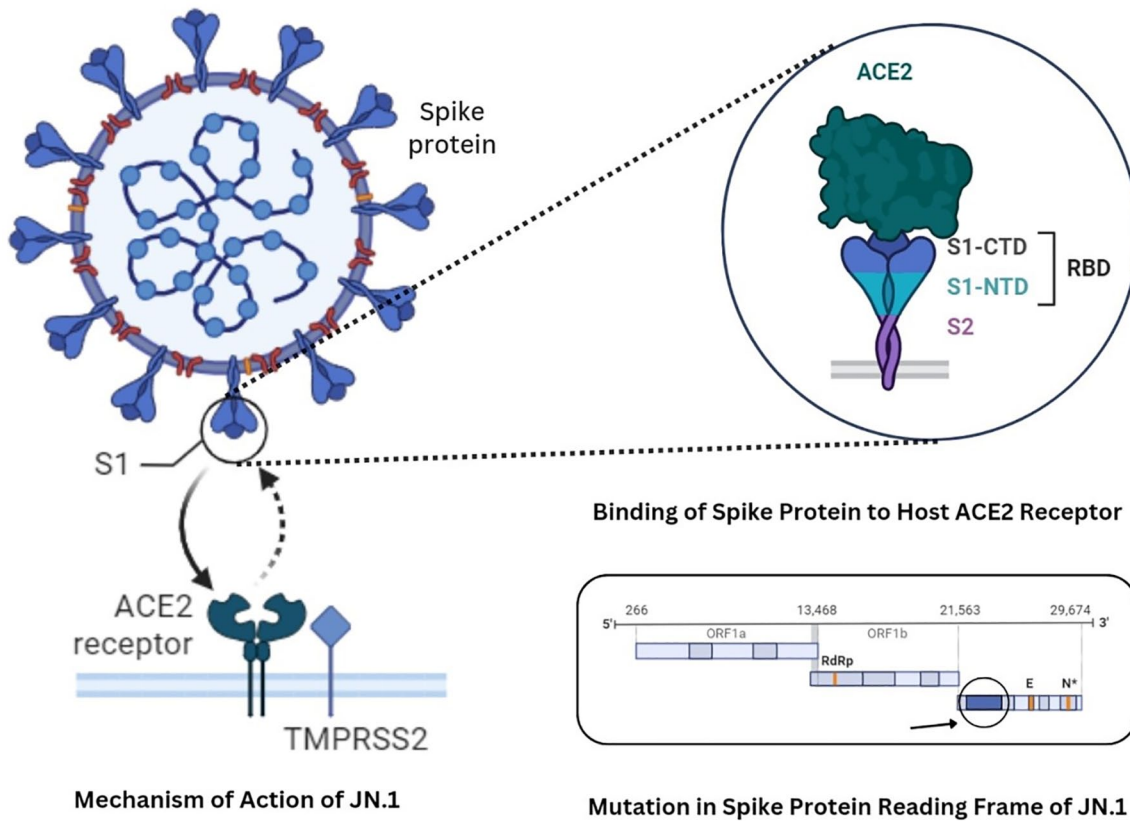 Spike
protein
ACE2
S1-CTD
S1-NTD
RBD
S2
S1
Binding of Spike Protein to Host ACE2 Receptor
ACE2
receptor
TMPRSS2
Mechanism of Action of JN.1
266 13,468 21,563 29,674
5' 3'
ORF1a ORF1b
RdRp
E N*
Mutation in Spike Protein Reading Frame of JN.1